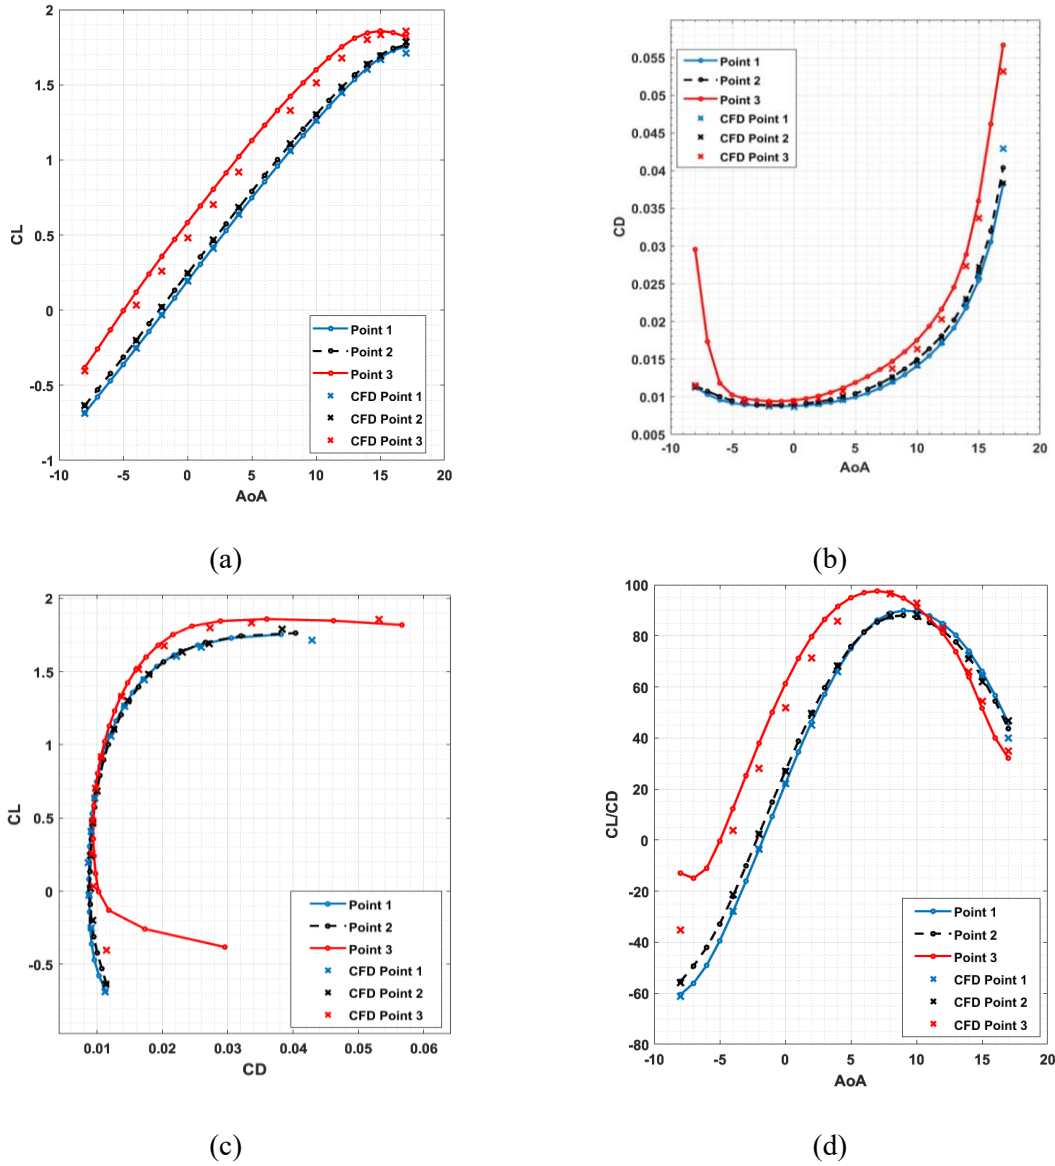 2
1.5
1
0.5
0
-0.5
-1
CL
-10 -5 0 5 10 15 20
AoA
Point 1
Point 2
Point 3
CFD Point 1
CFD Point 2
CFD Point 3
(a)
0.055
0.05
0.045
0.04
0.035
0.03
0.025
0.02
0.015
0.01
0.005
CD
-10 -5 0 5 10 15 20
AoA
Point 1
Point 2
Point 3
CFD Point 1
CFD Point 2
CFD Point 3
(b)
2
1.5
1
0.5
0
-0.5
CL
0.01 0.02 0.03 0.04 0.05 0.06
CD
Point 1
Point 2
Point 3
CFD Point 1
CFD Point 2
CFD Point 3
(c)
100
80
60
40
20
0
-20
-40
-60
-80
CL/CD
-10 -5 0 5 10 15 20
AoA
Point 1
Point 2
Point 3
CFD Point 1
CFD Point 2
CFD Point 3
(d)